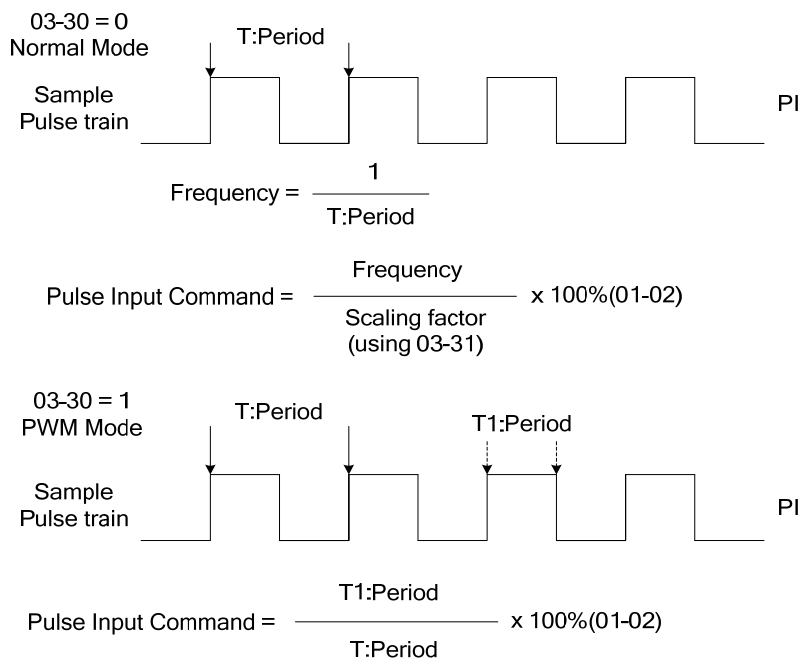 03-30 = 0
Normal Mode
T:Period
Sample
Pulse train
PI
Frequency =
1
T:Period
Pulse Input Command =
Frequency
Scaling factor
(using 03-31)
x 100%(01-02)
03-30 = 1
PWM Mode
T:Period
T1:Period
Sample
Pulse train
PI
Pulse Input Command =
T1:Period
T:Period
x 100%(01-02)